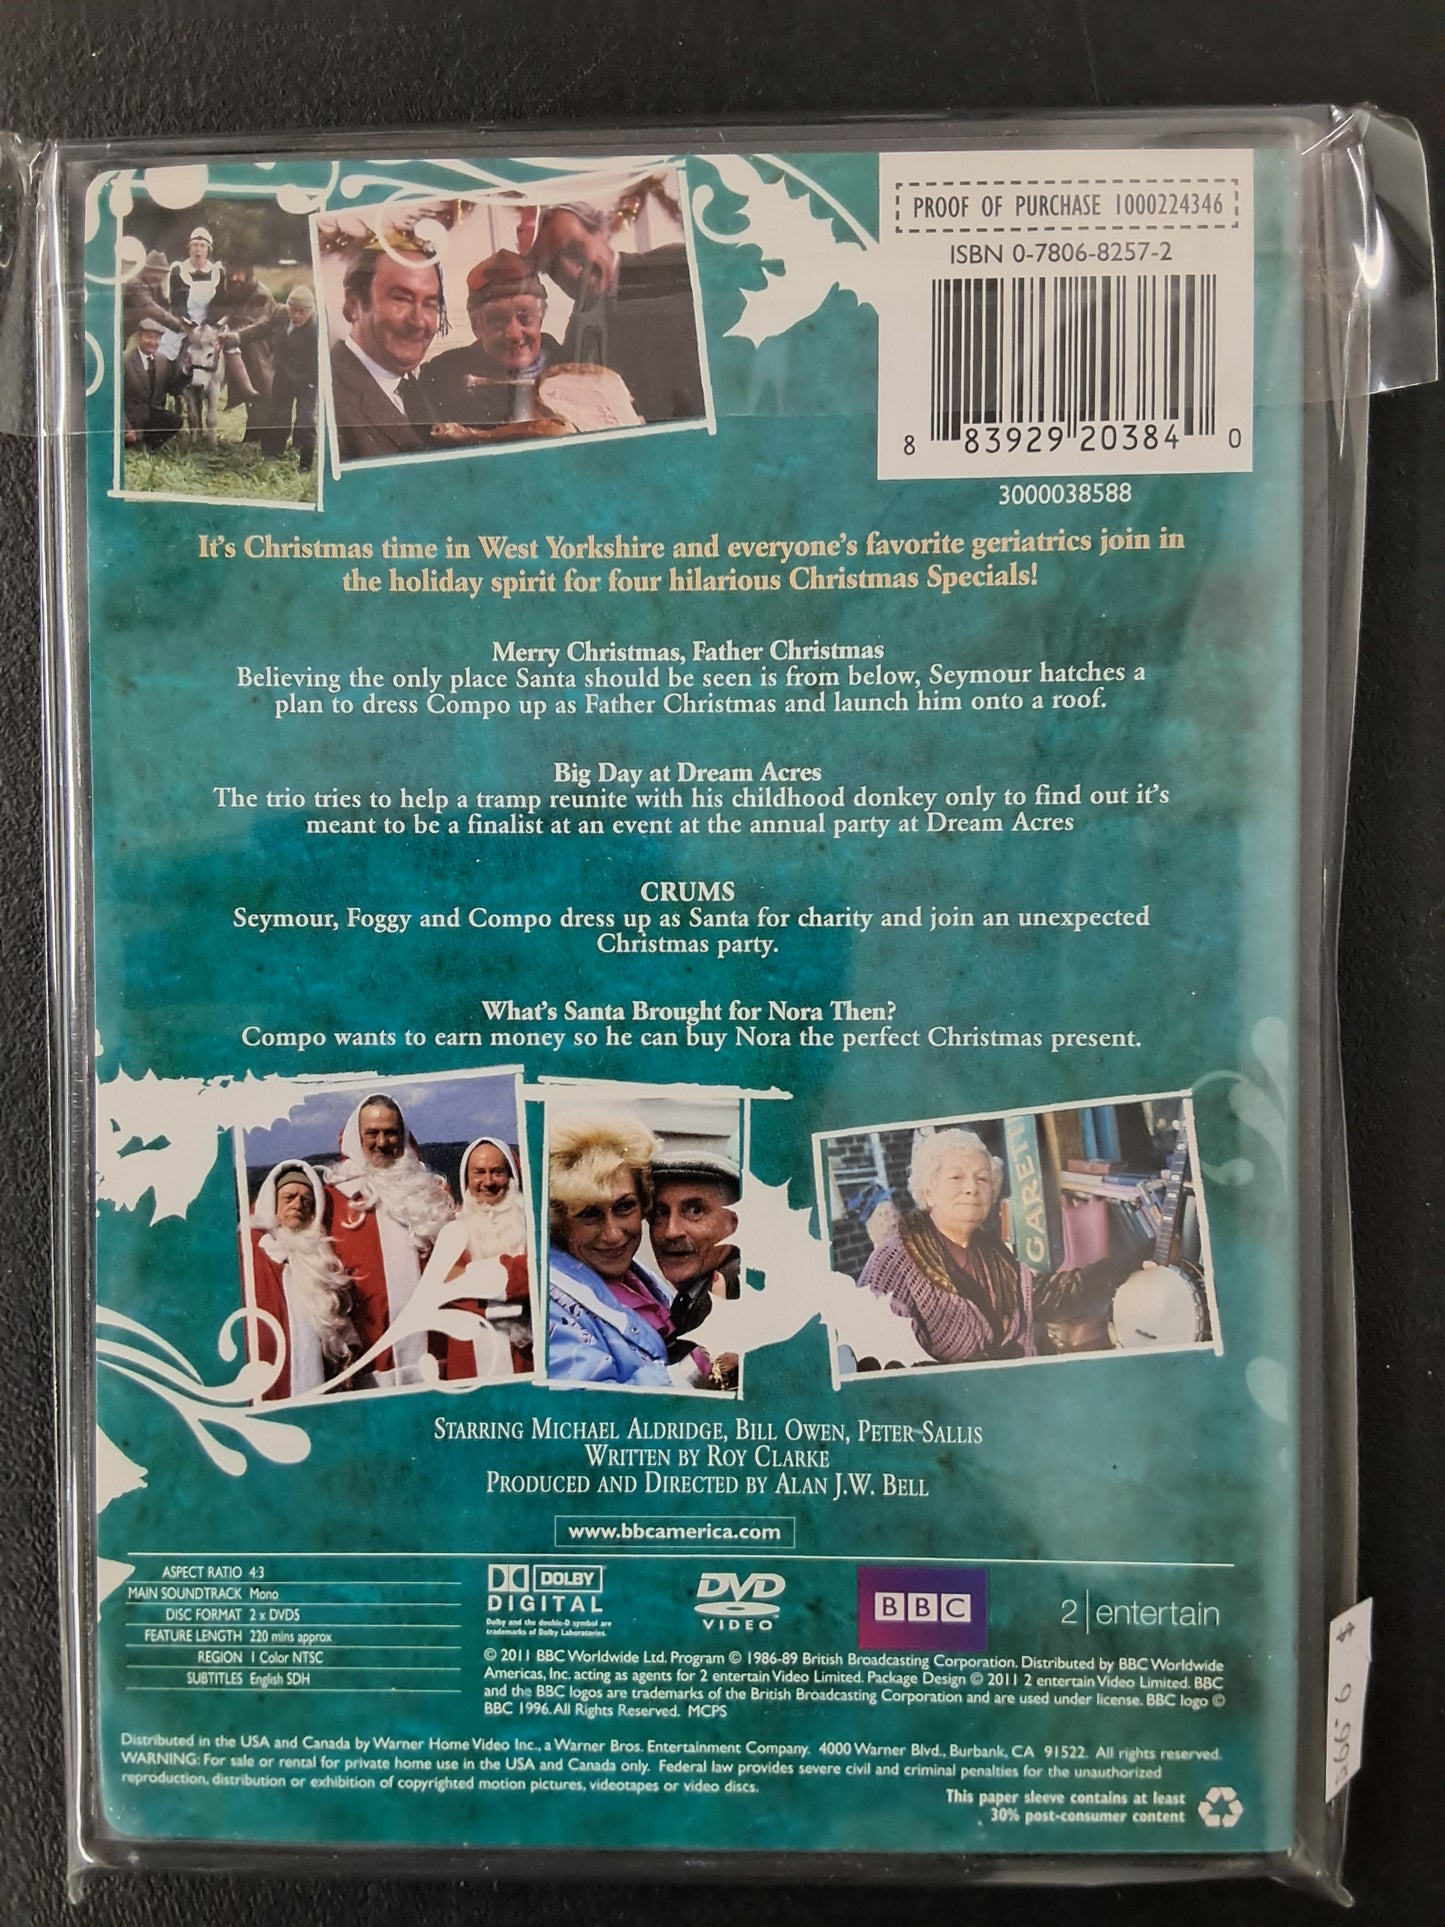 PROOF OF PURCHASE 1000224346
ISBN 0-7806-8257-2
8 83929 20384 0
3000038588
It's Christmas time in West Yorkshire and everyone's favorite geriatrics join in
the holiday spirit for four hilarious Christmas Specials!
Merry Christmas, Father Christmas
Believing the only place Santa should be seen is from below, Seymour hatches a
plan to dress Compo up as Father Christmas and launch him onto a roof.
Big Day at Dream Acres
The trio tries to help a tramp reunite with his childhood donkey only to find out it's
meant to be a finalist at an event at the annual party at Dream Acres
CRUMS
Seymour, Foggy and Compo dress up as Santa for charity and join an unexpected
Christmas party.
What's Santa Brought for Nora Then?
Compo wants to earn money so he can buy Nora the perfect Christmas present.
STARRING MICHAEL ALDRIDGE, BILL OWEN, PETER SALLIS
WRITTEN BY ROY CLARKE
PRODUCED AND DIRECTED BY ALAN J.W. BELL
www.bbcamerica.com
ASPECT RATIO 4:3
MAIN SOUNDTRACK Mono
DISC FORMAT 2 x DVDS
FEATURE LENGTH 220 mins approx
REGION 1 Color NTSC
SUBTITLES English SDH
DOLBY
DIGITAL
Dolby and the double-D symbol are
trademarks of Dolby Laboratories.
DVD
VIDEO
BBC
2 entertain
© 2011 BBC Worldwide Ltd. Program © 1986-89 British Broadcasting Corporation. Distributed by BBC Worldwide
Americas, Inc. acting as agents for 2 entertain Video Limited. Package Design © 2011 2 entertain Video Limited. BBC
and the BBC logos are trademarks of the British Broadcasting Corporation and are used under license. BBC logo ©
BBC 1996. All Rights Reserved. MCPS
Distributed in the USA and Canada by Warner Home Video Inc., a Warner Bros. Entertainment Company. 4000 Warner Blvd., Burbank, CA 91522. All rights reserved.
WARNING: For sale or rental for private home use in the USA and Canada only. Federal law provides severe civil and criminal penalties for the unauthorized
reproduction, distribution or exhibition of copyrighted motion pictures, videotapes or video discs.
This paper sleeve contains at least
30% post-consumer content